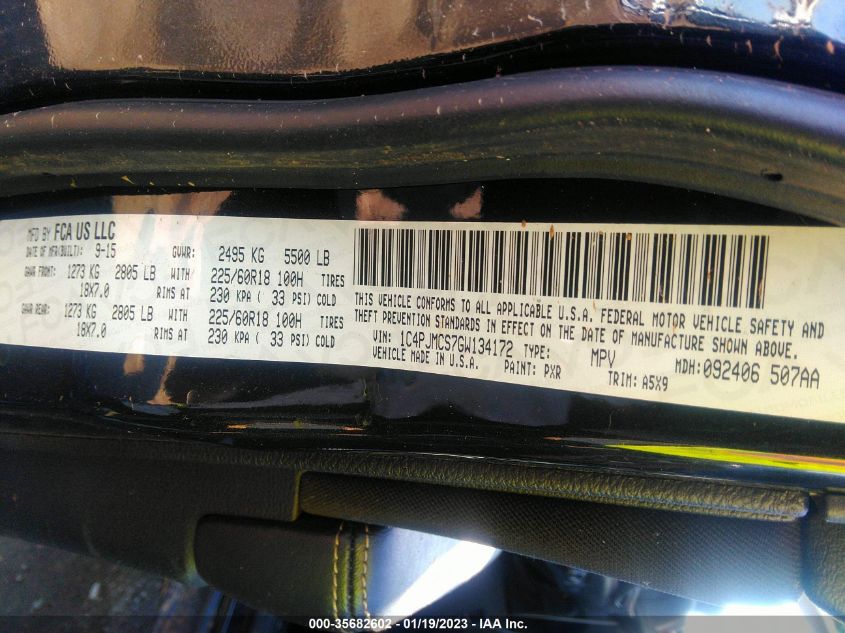 MFD BY FCA US LLC
DATE OF MFR(BUILT): 9-15 GVWR: 2495 KG 5500 LB
GAWR FRONT: 1273 KG 2805 LB WITH 225/60R18 100H TIRES
18X7.0 RIMS AT 230 KPA ( 33 PSI) COLD
GAWR REAR: 1273 KG 2805 LB WITH 225/60R18 100H TIRES
18X7.0 RIMS AT 230 KPA ( 33 PSI) COLD
THIS VEHICLE CONFORMS TO ALL APPLICABLE U.S.A. FEDERAL MOTOR VEHICLE SAFETY AND
THEFT PREVENTION STANDARDS IN EFFECT ON THE DATE OF MANUFACTURE SHOWN ABOVE.
VIN: 1C4PJMCS7GW134172 TYPE: MPV MDH:092406 507AA
VEHICLE MADE IN U.S.A. PAINT: PXR TRIM: A5X9
000-35682602 - 01/19/2023 - IAA Inc.